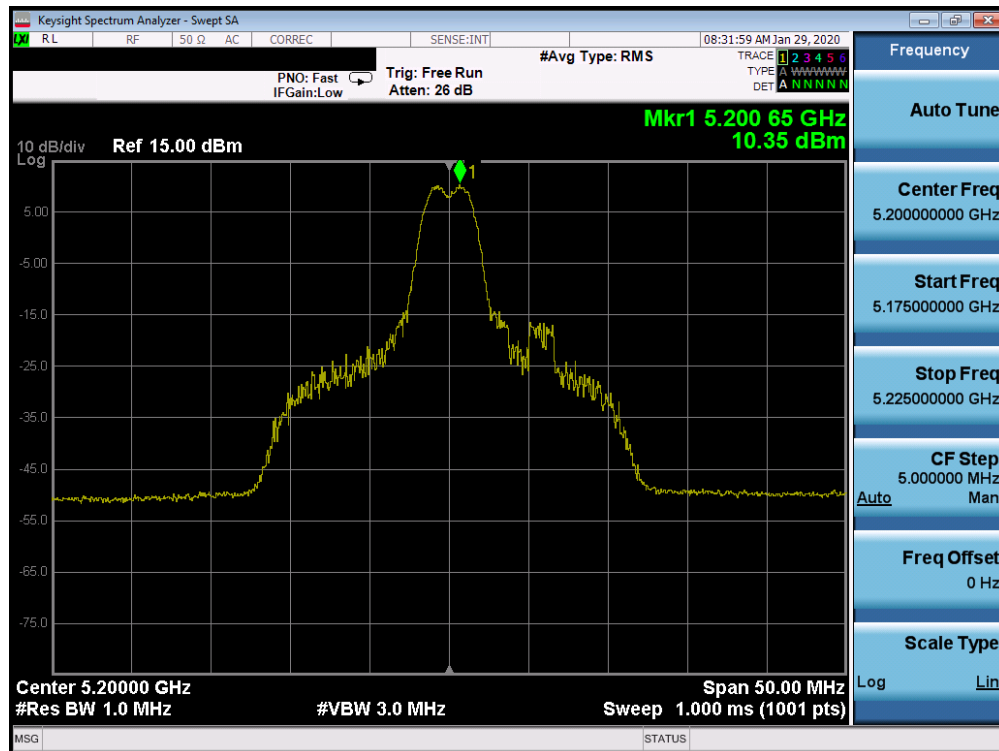 Keysight Spectrum Analyzer - Swept SA
LXI RL RF 50 Ω AC CORREC SENSE:INT 08:31:59 AM Jan 29, 2020
Frequency
#Avg Type: RMS
TRACE 1 2 3 4 5 6
PNO: Fast Trig: Free Run
TYPE A WWWWW
IFGain:Low Atten: 26 dB
DET A N N N N N
Auto Tune
Mkr1 5.200 65 GHz
10.35 dBm
10 dB/div Ref 15.00 dBm
Log
1
5.00
-5.00
-15.0
-25.0
-35.0
-45.0
-55.0
-65.0
-75.0
Center 5.20000 GHz
Span 50.00 MHz
#Res BW 1.0 MHz
#VBW 3.0 MHz
Sweep 1.000 ms (1001 pts)
Center Freq
5.200000000 GHz
Start Freq
5.175000000 GHz
Stop Freq
5.225000000 GHz
CF Step
5.000000 MHz
Auto Man
Freq Offset
0 Hz
Scale Type
Log Lin
MSG
STATUS